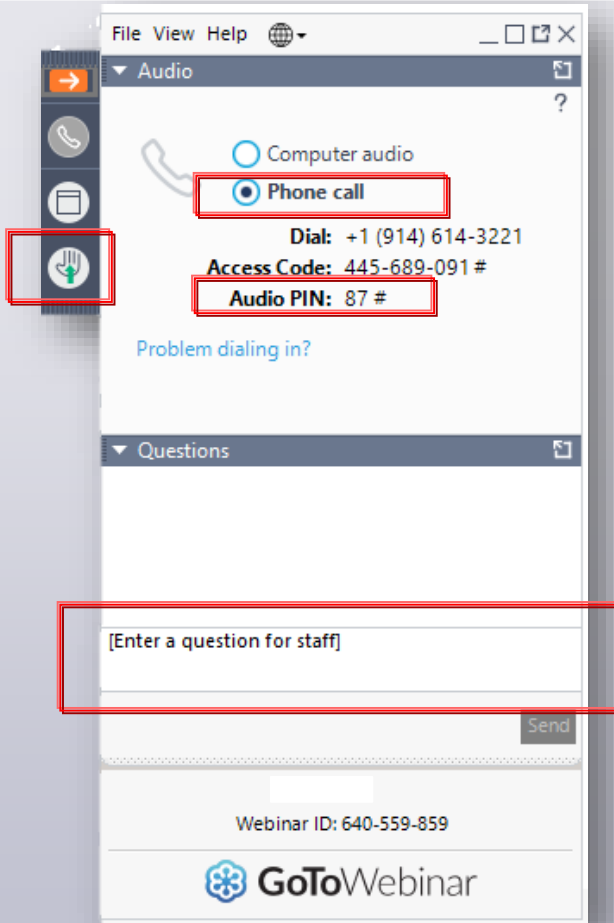 File View Help
Audio
?
Computer audio
Phone call
Dial: +1 (914) 614-3221
Access Code: 445-689-091 #
Audio PIN: 87 #
Problem dialing in?
Questions
[Enter a question for staff]
Send
Webinar ID: 640-559-859
GoToWebinar